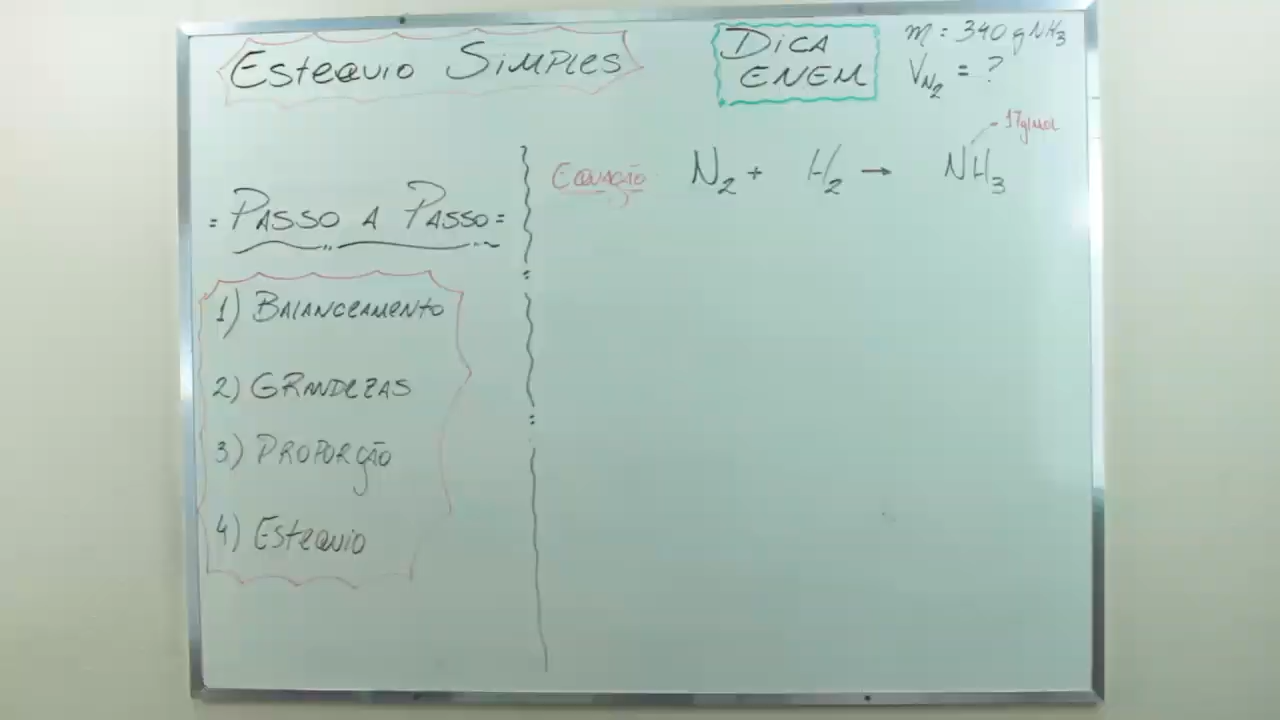 Estequio Simples
Dica
ENEM
m = 340 g NH3
VN2 = ?
17g/mol
Equação: N2 + H2 → NH3
= Passo a Passo =
1) Balanceamento
2) Grandezas
3) Proporção
4) Estequio